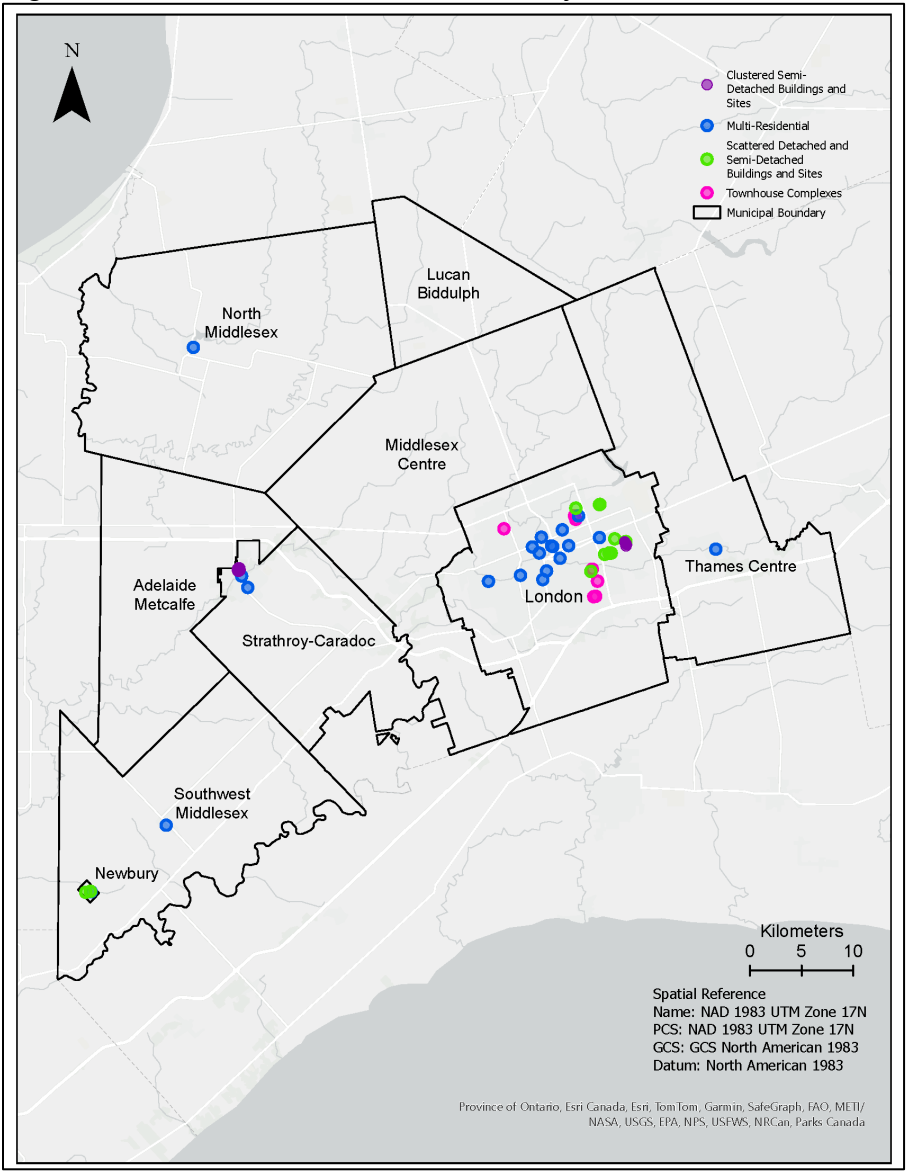 N
Clustered Semi-
Detached Buildings and
Sites
Multi-Residential
Scattered Detached and
Semi-Detached
Buildings and Sites
Townhouse Complexes
Municipal Boundary
Lucan
Biddulph
North
Middlesex
Middlesex
Centre
Thames Centre
Adelaide
Metcalfe
London
Strathroy-Caradoc
Southwest
Middlesex
Newbury
Kilometers
0 5 10
Spatial Reference
Name: NAD 1983 UTM Zone 17N
PCS: NAD 1983 UTM Zone 17N
GCS: GCS North American 1983
Datum: North American 1983
Province of Ontario, Esri Canada, Esri, TomTom, Garmin, SafeGraph, FAO, METI/
NASA, USGS, EPA, NPS, USFWS, NRCan, Parks Canada